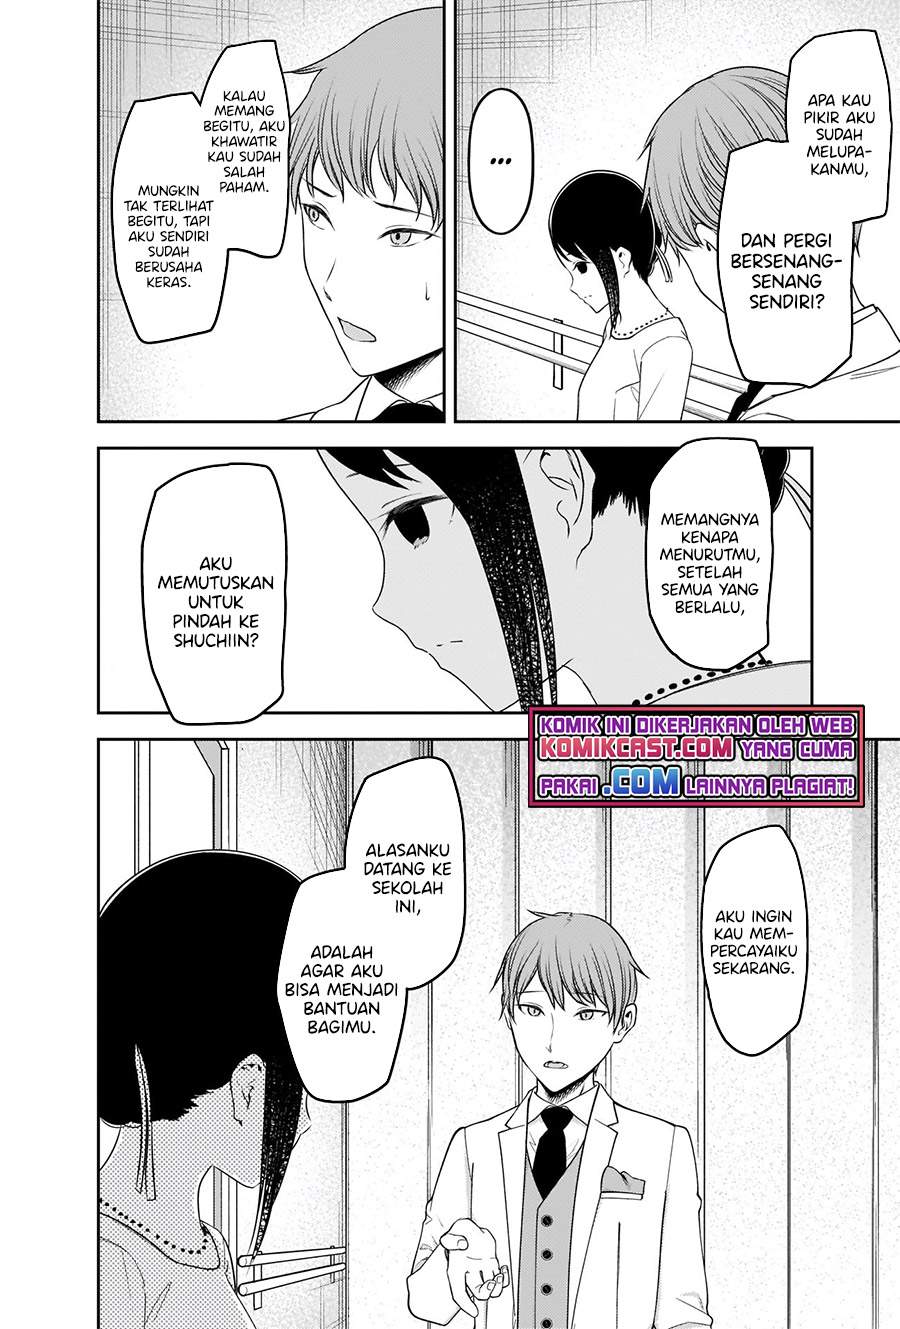 APA KAU
PIKIR AKU
SUDAH
MELUPA-
KANMU,
DAN PERGI
BERSENANG-
SENANG
SENDIRI?
...
KALAU
MEMANG
BEGITU, AKU
KHAWATIR
KAU SUDAH
SALAH
PAHAM.
MUNGKIN
TAK TERLIHAT
BEGITU, TAPI
AKU SENDIRI
SUDAH
BERUSAHA
KERAS.
MEMANGNYA
KENAPA
MENURUTMU,
SETELAH
SEMUA YANG
BERLALU,
AKU
MEMUTUSKAN
UNTUK
PINDAH KE
SHUCHIIN?
KOMIK INI DIKERJAKAN OLEH WEB
KOMIKCAST.COM YANG CUMA
PAKAI .COM LAINNYA PLAGIAT!
AKU INGIN
KAU MEM-
PERCAYAIKU
SEKARANG.
ALASANKU
DATANG KE
SEKOLAH
INI,
ADALAH
AGAR AKU
BISA MENJADI
BANTUAN
BAGIMU.